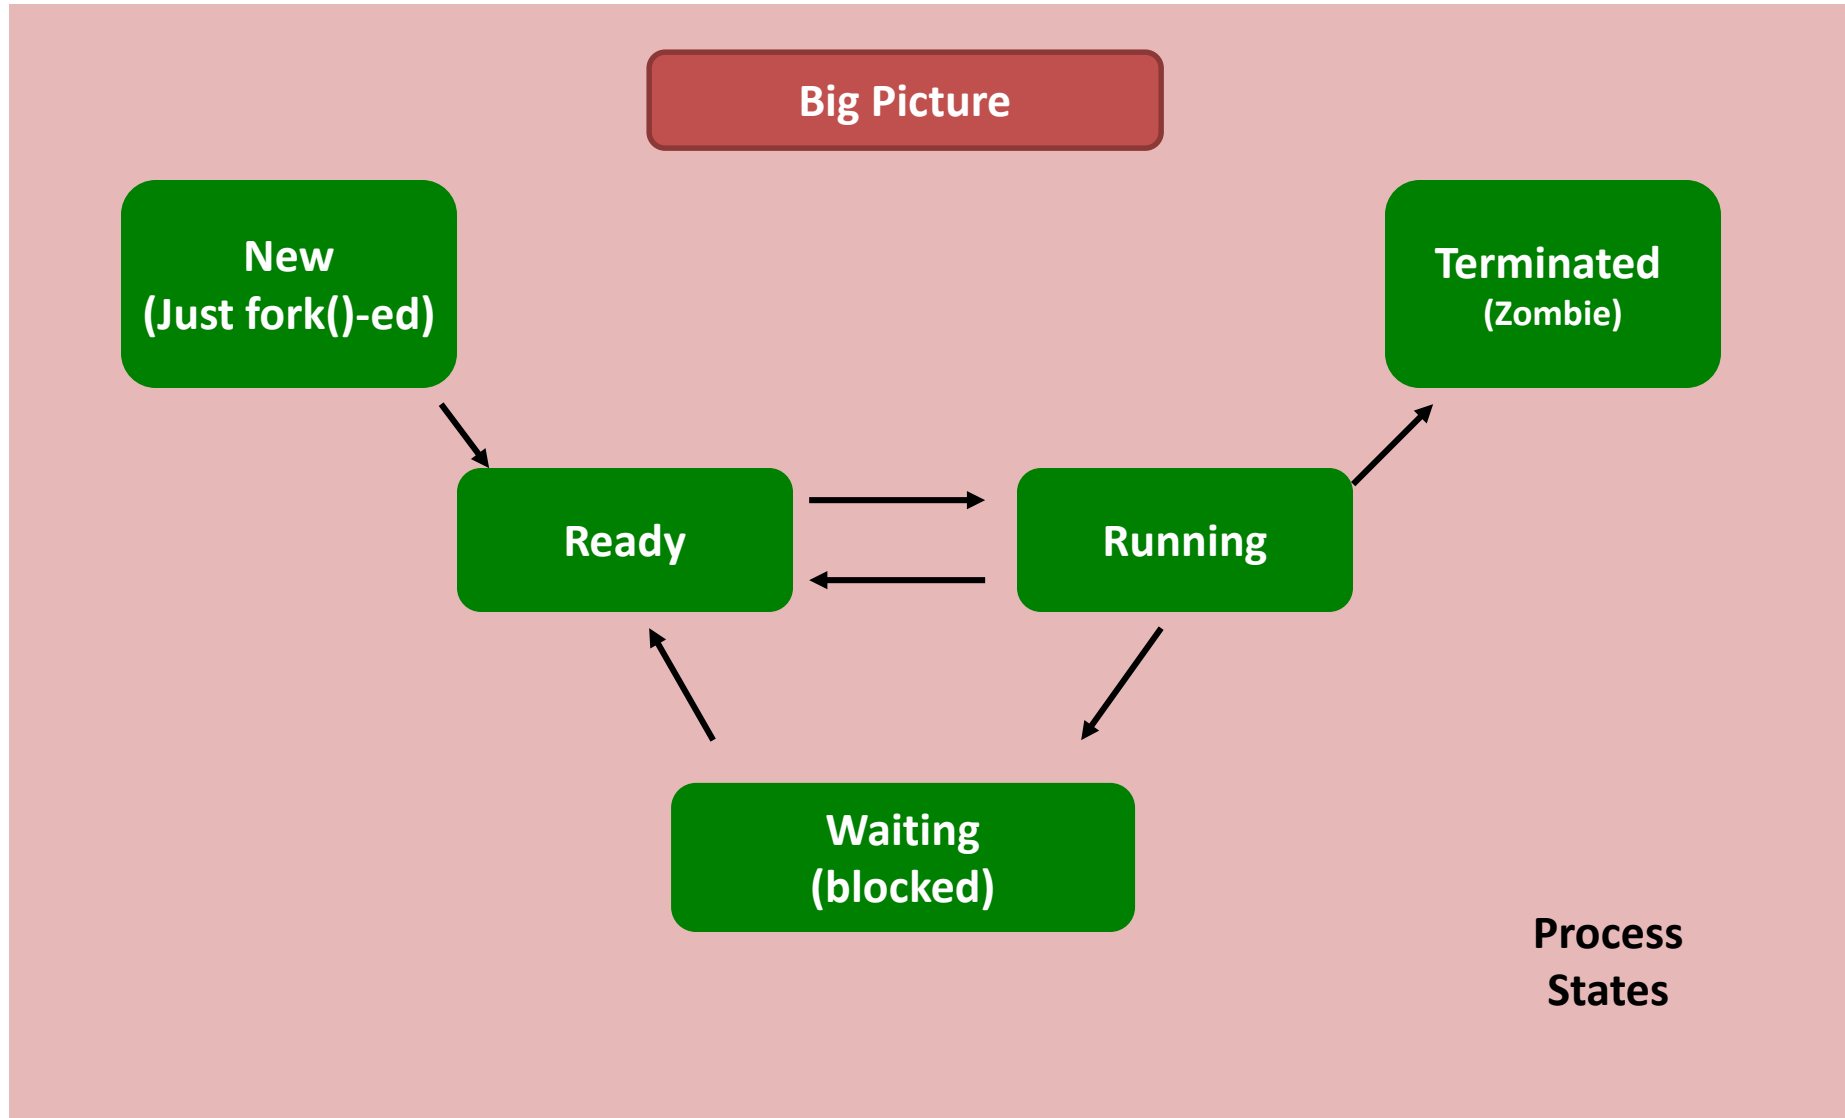 Big Picture
New
(Just fork()-ed)
Terminated
(Zombie)
Ready
Running
Waiting
(blocked)
Process
States